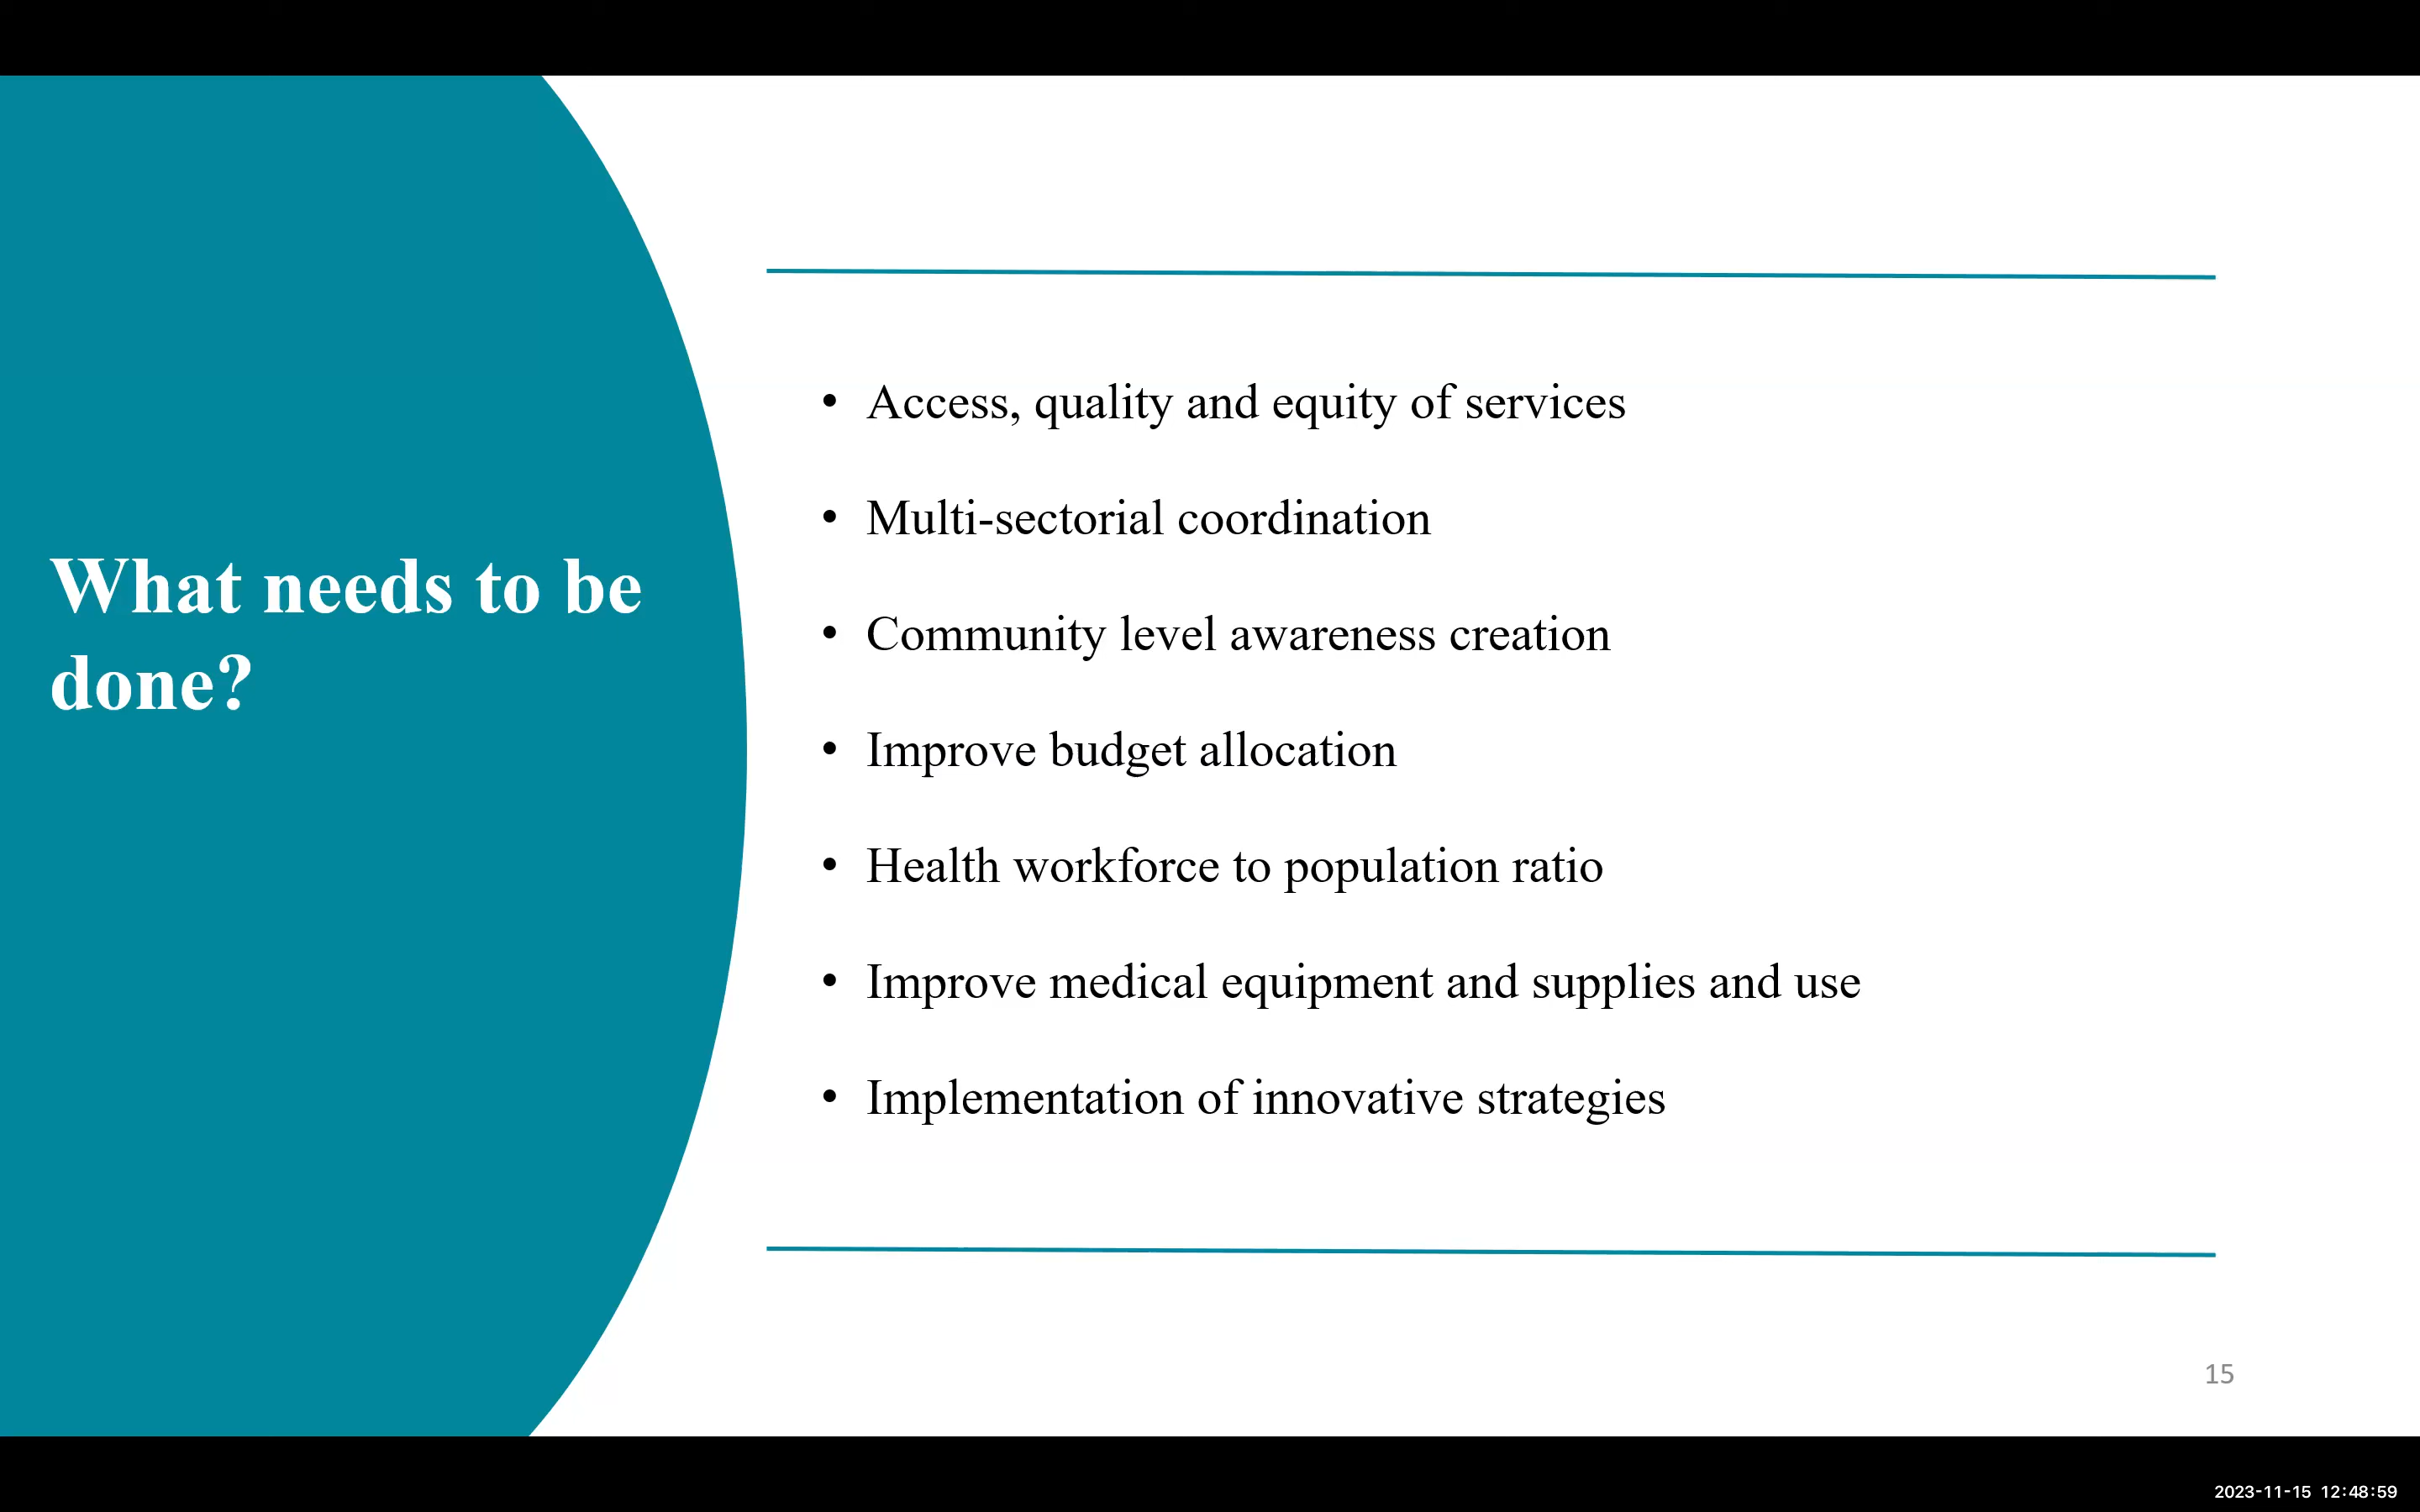 What needs to be
done?
• Access, quality and equity of services
• Multi-sectorial coordination
• Community level awareness creation
• Improve budget allocation
• Health workforce to population ratio
• Improve medical equipment and supplies and use
• Implementation of innovative strategies
15
2023-11-15 12:48:59